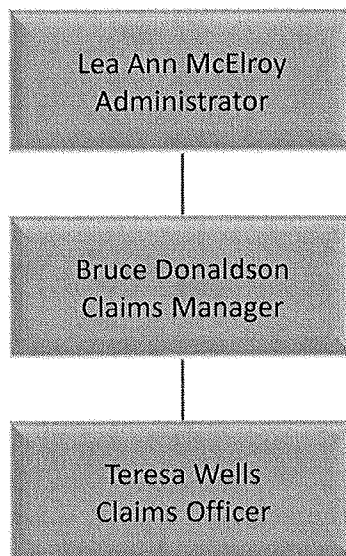 Lea Ann McElroy
Administrator
Bruce Donaldson
Claims Manager
Teresa Wells
Claims Officer